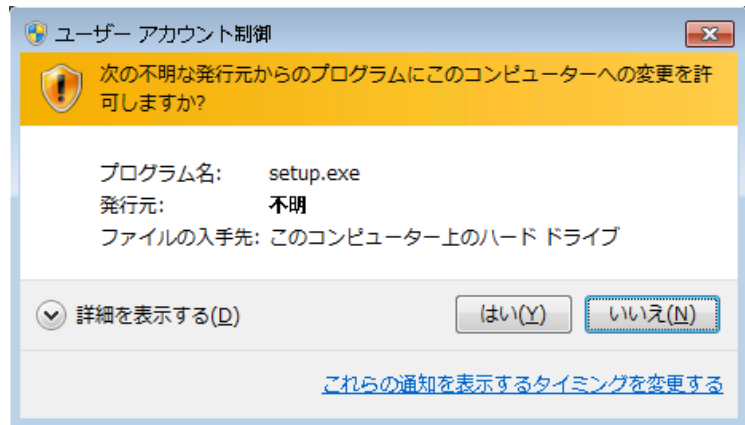 ユーザー アカウント制御
次の不明な発行元からのプログラムにこのコンピューターへの変更を許
可しますか?
プログラム名: setup.exe
発行元: 不明
ファイルの入手先: このコンピューター上のハード ドライブ
詳細を表示する(D)
はい(Y)
いいえ(N)
これらの通知を表示するタイミングを変更する